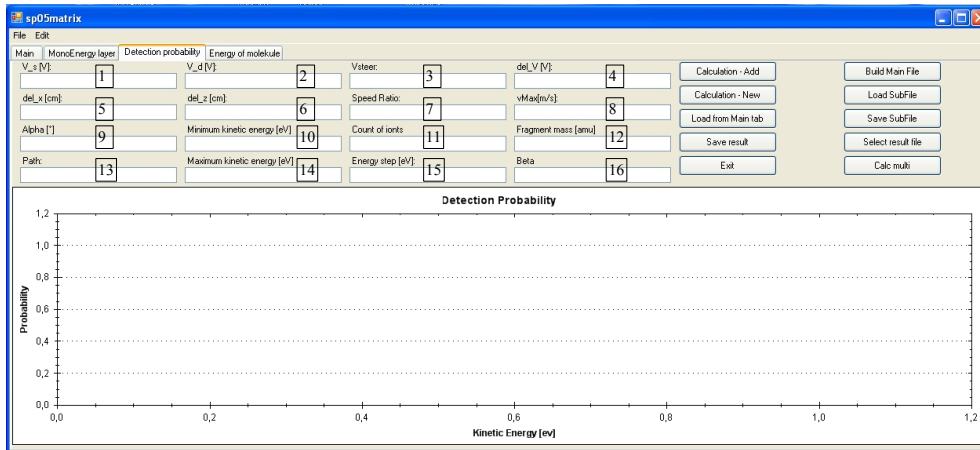 sp05matrix
File Edit
Main MonoEnergy layer Detection probability Energy of molekule
V_s [V]: 1 V_d [V]: 2 Vsteer: 3 del_V [V]: 4 Calculation - Add Build Main File
del_x [cm]: 5 del_z [cm]: 6 Speed Ratio: 7 vMax[m/s]: 8 Calculation - New Load SubFile
Load from Main tab Save SubFile
Alpha [°] 9 Minimum kinetic energy [eV] 10 Count of ionts 11 Fragment mass [amu] 12 Save result Select result file
Path: 13 Maximum kinetic energy [eV] 14 Energy step [eV]: 15 Beta 16 Exit Calc multi
Detection Probability
1,2
1,0
0,8
0,6
0,4
0,2
0,0
Probability
0,0 0,2 0,4 0,6 0,8 1,0 1,2
Kinetic Energy [ev]